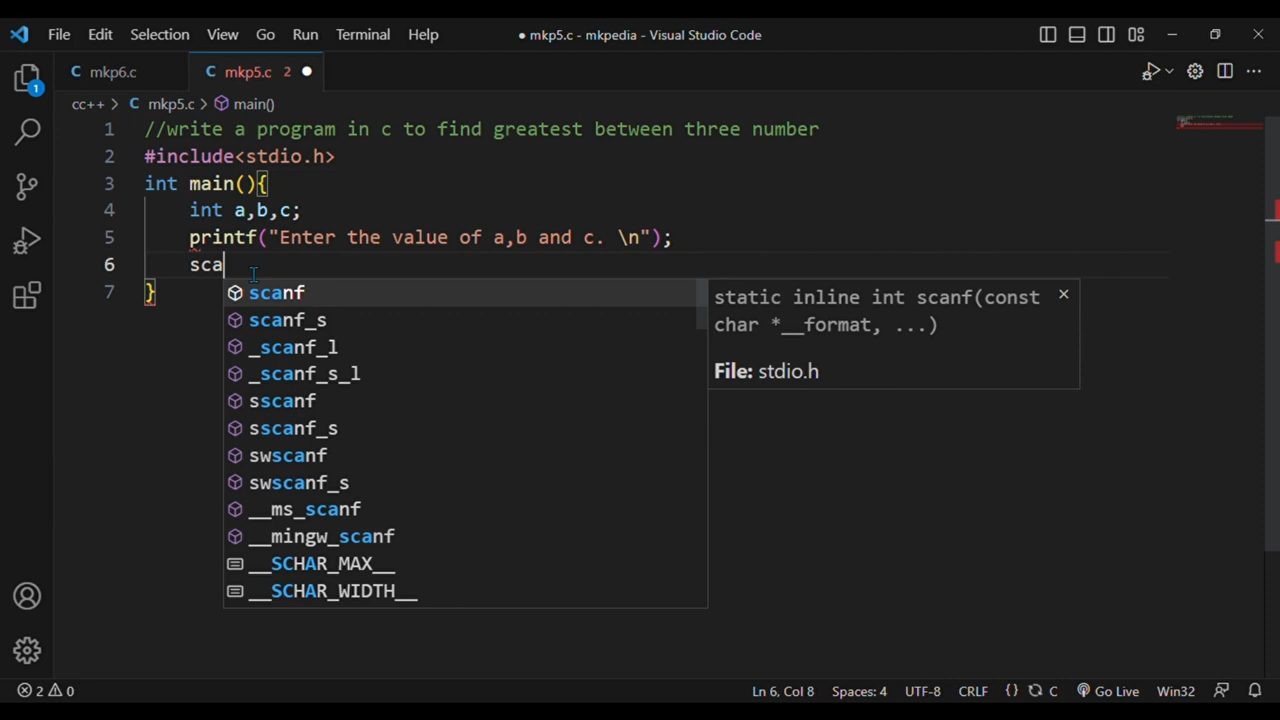 File Edit Selection View Go Run Terminal Help ● mkp5.c - mkpedia - Visual Studio Code
C mkp6.c C mkp5.c 2 ●
1
cc++ > C mkp5.c > main()
1 //write a program in c to find greatest between three number
2 #include<stdio.h>
3 int main(){
4 int a,b,c;
5 printf("Enter the value of a,b and c. \n");
6 sca
7 }
scanf
scanf_s
_scanf_l
_scanf_s_l
sscanf
sscanf_s
swscanf
swscanf_s
__ms_scanf
__mingw_scanf
__SCHAR_MAX__
__SCHAR_WIDTH__
static inline int scanf(const
char *__format, ...)
File: stdio.h
2 0 Ln 6, Col 8 Spaces: 4 UTF-8 CRLF {} C Go Live Win32